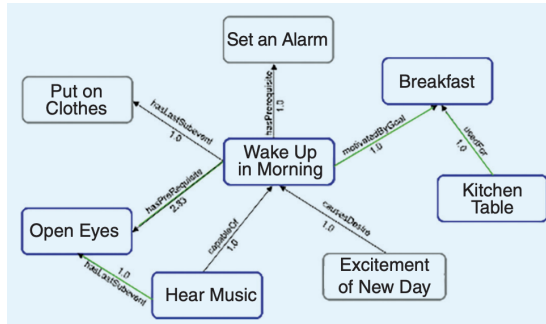 Set an Alarm
Put on
Clothes
hasLastSubevent
1.0
hasPrerequisite
1.0
Breakfast
motivatedByGoal
1.0
usedFor
1.0
Wake Up
in Morning
Kitchen
Table
hasPreRequisite
2.83
Open Eyes
capableOf
1.0
causesDesire
1.0
1.0
hasLastSubevent
Hear Music
Excitement
of New Day